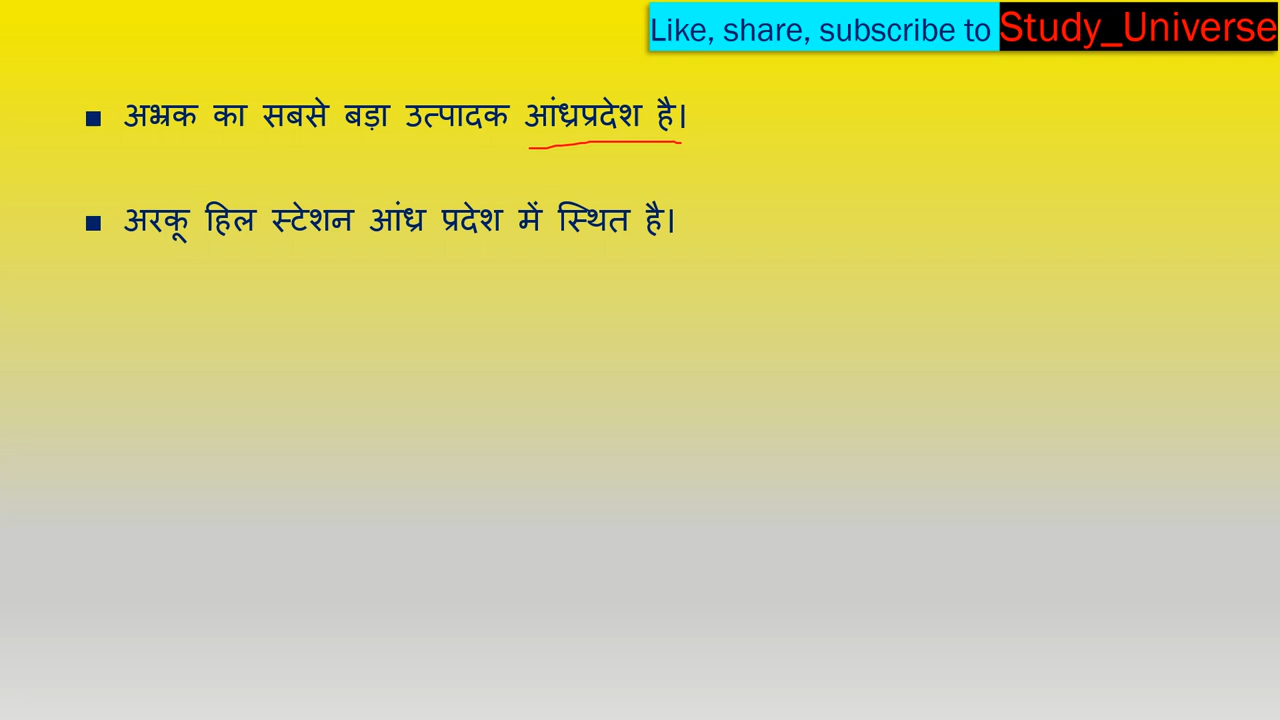 Like, share, subscribe to Study_Universe
▪ अभ्रक का सबसे बड़ा उत्पादक आंध्रप्रदेश है।
▪ अरकू हिल स्टेशन आंध्र प्रदेश में स्थित है।